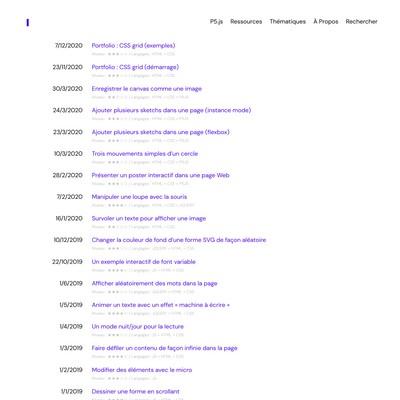 P5.js Ressources Thématiques À Propos Rechercher
7/12/2020 Portfolio : CSS grid (exemples)
23/11/2020 Portfolio : CSS grid (démarrage)
30/3/2020 Enregistrer le canvas comme une image
24/3/2020 Ajouter plusieurs sketchs dans une page (instance mode)
23/3/2020 Ajouter plusieurs sketchs dans une page (flexbox)
10/3/2020 Trois mouvements simples d'un cercle
28/2/2020 Présenter un poster interactif dans une page Web
7/2/2020 Manipuler une loupe avec la souris
16/1/2020 Survoler un texte pour afficher une image
10/12/2019 Changer la couleur de fond d'une forme SVG de façon aléatoire
22/10/2019 Un exemple interactif de font variable
1/6/2019 Afficher aléatoirement des mots dans la page
1/5/2019 Animer un texte avec un effet « machine à écrire »
1/4/2019 Un mode nuit/jour pour la lecture
1/3/2019 Faire défiler un contenu de façon infinie dans la page
1/2/2019 Modifier des éléments avec le micro
1/1/2019 Dessiner une forme en scrollant